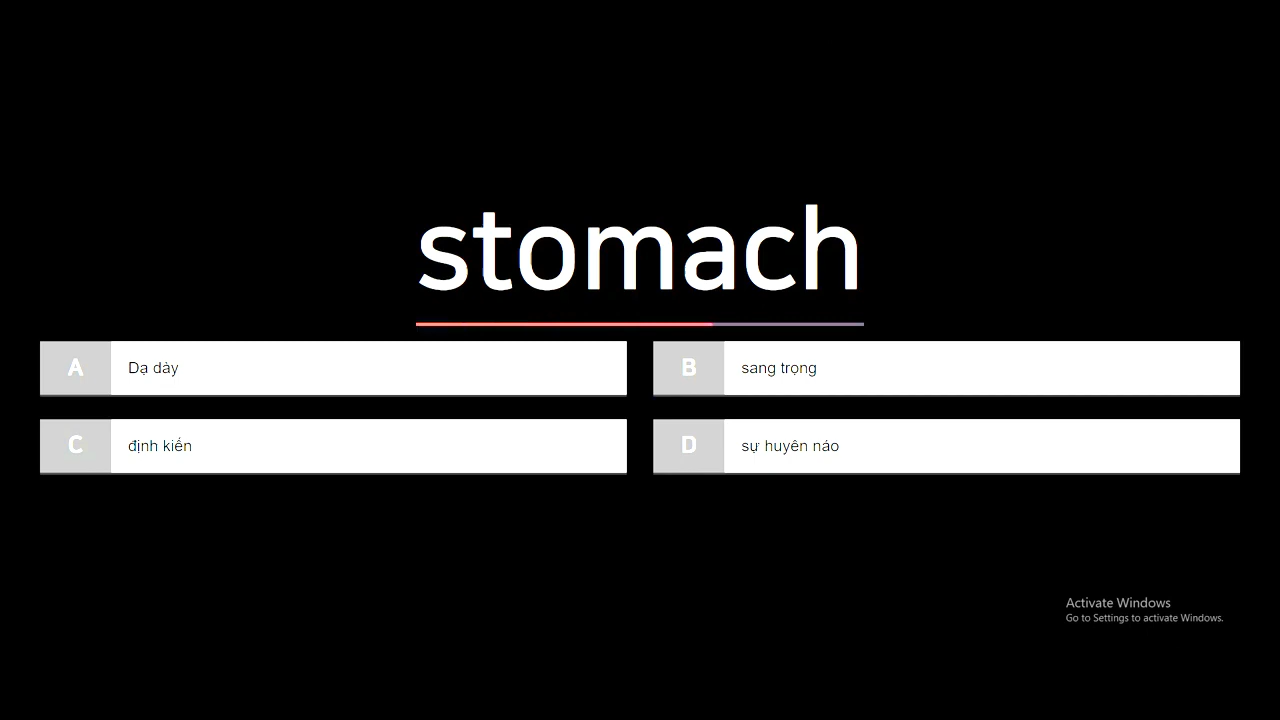 stomach
A Dạ dày
B sang trọng
C định kiến
D sự huyên náo
Activate Windows
Go to Settings to activate Windows.